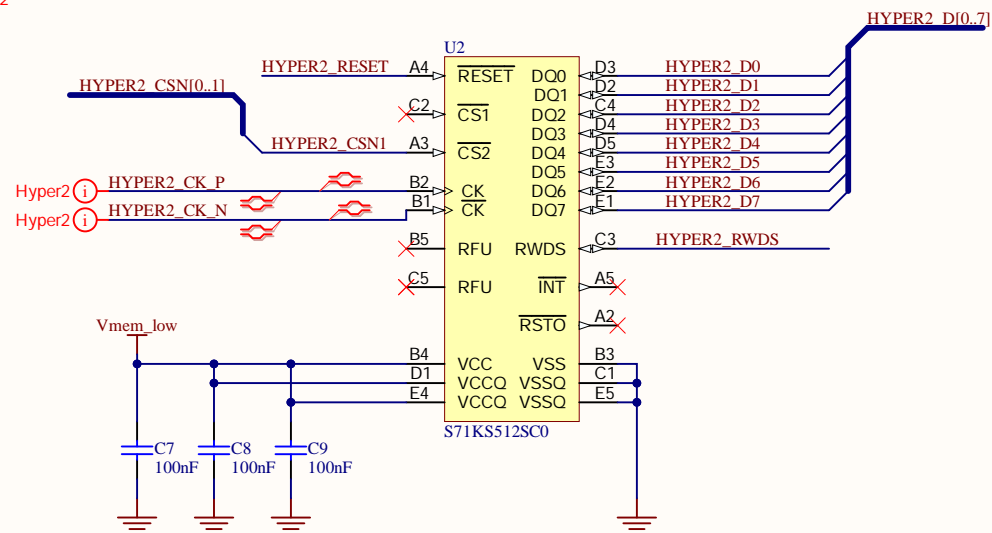 2
HYPER2_D[0..7]
U2
HYPER2_RESET A4 RESET DQ0 D3 HYPER2_D0
DQ1 D2 HYPER2_D1
HYPER2_CSN[0..1]
C2 CS1 DQ2 C4 HYPER2_D2
DQ3 D4 HYPER2_D3
HYPER2_CSN1 A3 CS2 DQ4 D5 HYPER2_D4
DQ5 E3 HYPER2_D5
Hyper2 i HYPER2_CK_P B2 CK DQ6 E2 HYPER2_D6
Hyper2 i HYPER2_CK_N B1 CK DQ7 E1 HYPER2_D7
B5 RFU RWDS C3 HYPER2_RWDS
C5 RFU INT A5
RSTO A2
Vmem_low
B4 VCC VSS B3
D1 VCCQ VSSQ C1
E4 VCCQ VSSQ E5
S71KS512SC0
C7 C8 C9
100nF 100nF 100nF